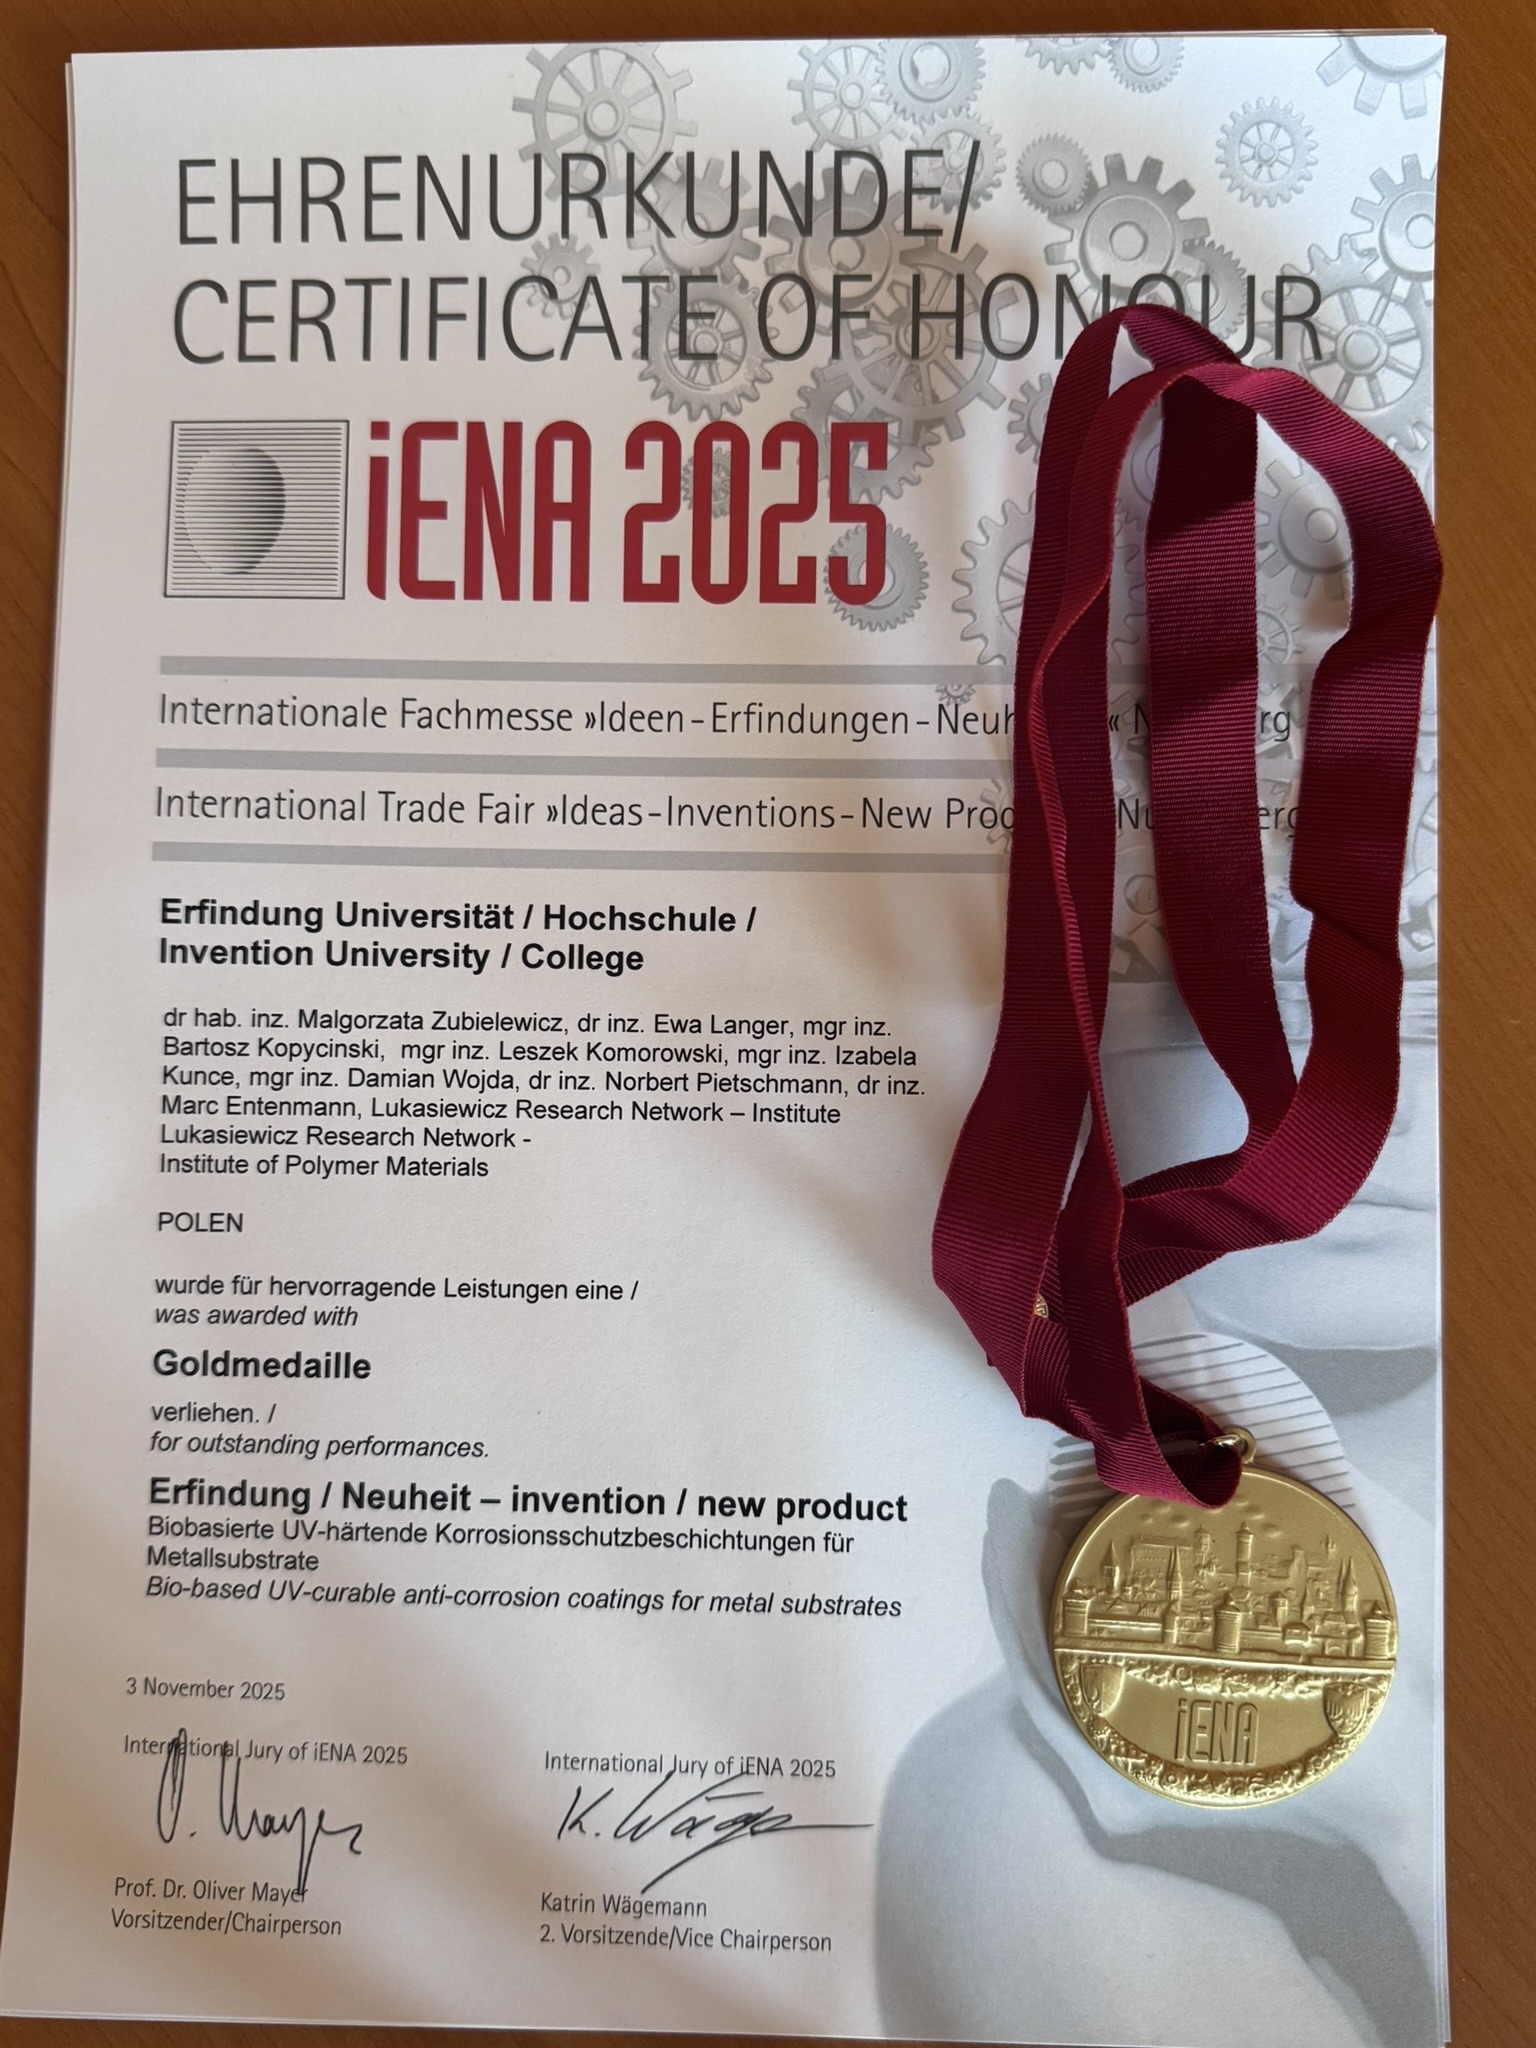 EHRENURKUNDE/
CERTIFICATE OF HONOUR
iENA 2025
Internationale Fachmesse »Ideen-Erfindungen-
International Trade Fair »Ideas-Inventions-New
Erfindung Universität / Hochschule /
Invention University / College
dr hab. inz. Malgorzata Zubielewicz, dr inz. Ewa Langer, mgr inz.
Bartosz Kopycinski, mgr inz. Leszek Komorowski, mgr inz. Izabela
Kunce, mgr inz. Damian Wojda, dr inz. Norbert Pietschmann, dr inz.
Marc Entenmann, Lukasiewicz Research Network – Institute
Lukasiewicz Research Network -
Institute of Polymer Materials
POLEN
wurde für hervorragende Leistungen eine /
was awarded with
Goldmedaille
verliehen. /
for outstanding performances.
Erfindung / Neuheit – invention / new product
Biobasierte UV-härtende Korrosionsschutzbeschichtungen für
Metallsubstrate
Bio-based UV-curable anti-corrosion coatings for metal substrates
3 November 2025
International Jury of iENA 2025
O. Mayer
Prof. Dr. Oliver Mayer
Vorsitzender/Chairperson
International Jury of iENA 2025
K. Wäge
Katrin Wägemann
2. Vorsitzende/Vice Chairperson
iENA